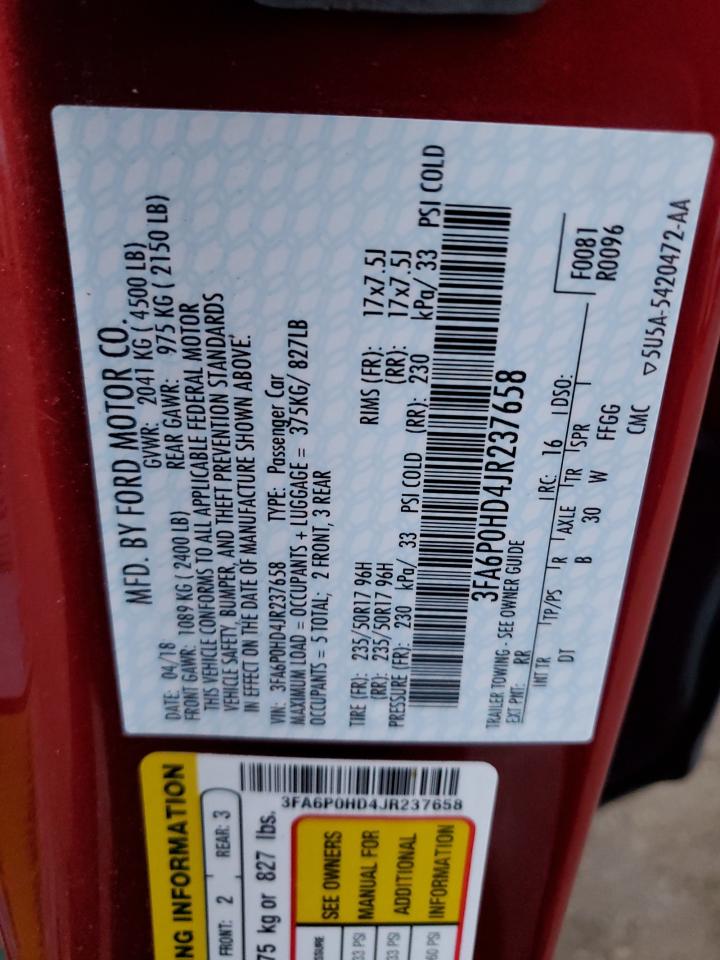 MFD. BY FORD MOTOR CO.
DATE: 04/18 GVWR: 2041 KG ( 4500 LB)
FRONT GAWR: 1089 KG ( 2400 LB) REAR GAWR: 975 KG ( 2150 LB)
THIS VEHICLE CONFORMS TO ALL APPLICABLE FEDERAL MOTOR
VEHICLE SAFETY, BUMPER, AND THEFT PREVENTION STANDARDS
IN EFFECT ON THE DATE OF MANUFACTURE SHOWN ABOVE.
VIN: 3FA6P0HD4JR237658 TYPE: Passenger Car
MAXIMUM LOAD = OCCUPANTS + LUGGAGE = 375KG/ 827LB
OCCUPANTS = 5 TOTAL; 2 FRONT, 3 REAR
TIRE (FR): 235/50R17 96H RIMS (FR): 17x7.5J
(RR): 235/50R17 96H (RR): 17x7.5J
PRESSURE (FR): 230 kPa/ 33 PSI COLD (RR): 230 kPa/ 33 PSI COLD
3FA6P0HD4JR237658
TRAILER TOWING - SEE OWNER GUIDE
EXT PNT: RR RC: 16 DSO: F0081
R0096
INT TR TP/PS R AXLE TR SPR
DT B 30 W FFGG
CMC ▽5U5A-5420472-AA
NG INFORMATION
FRONT: 2 REAR: 3
75 kg or 827 lbs.
3FA6P0HD4JR237658
SEE OWNERS
MANUAL FOR
ADDITIONAL
INFORMATION
33 PSI
33 PSI
60 PSI